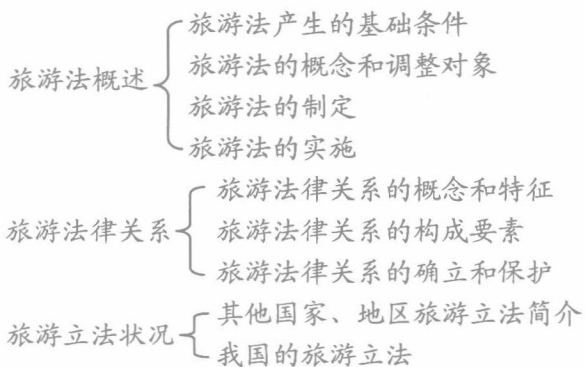 旅游法概述
旅游法产生的基础条件
旅游法的概念和调整对象
旅游法的制定
旅游法的实施
旅游法律关系
旅游法律关系的概念和特征
旅游法律关系的构成要素
旅游法律关系的确立和保护
旅游立法状况
其他国家、地区旅游立法简介
我国的旅游立法